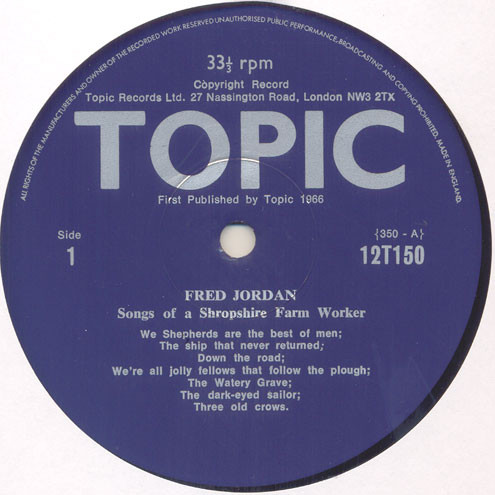 ALL RIGHTS OF THE MANUFACTURERS AND OWNER OF THE RECORDED WORK RESERVED UNAUTHORISED PUBLIC PERFORMANCE, BROADCASTING AND COPYING PROHIBITED. MADE IN ENGLAND.
33⅓ rpm
Còpyright Record
Topic Records Ltd. 27 Nassington Road, London NW3 2TX
TOPIC
First Published by Topic 1966
Side
1
{350 - A}
12T150
FRED JORDAN
Songs of a Shropshire Farm Worker
We Shepherds are the best of men;
The ship that never returned;
Down the road;
We're all jolly fellows that follow the plough;
The Watery Grave;
The dark-eyed sailor;
Three old crows.